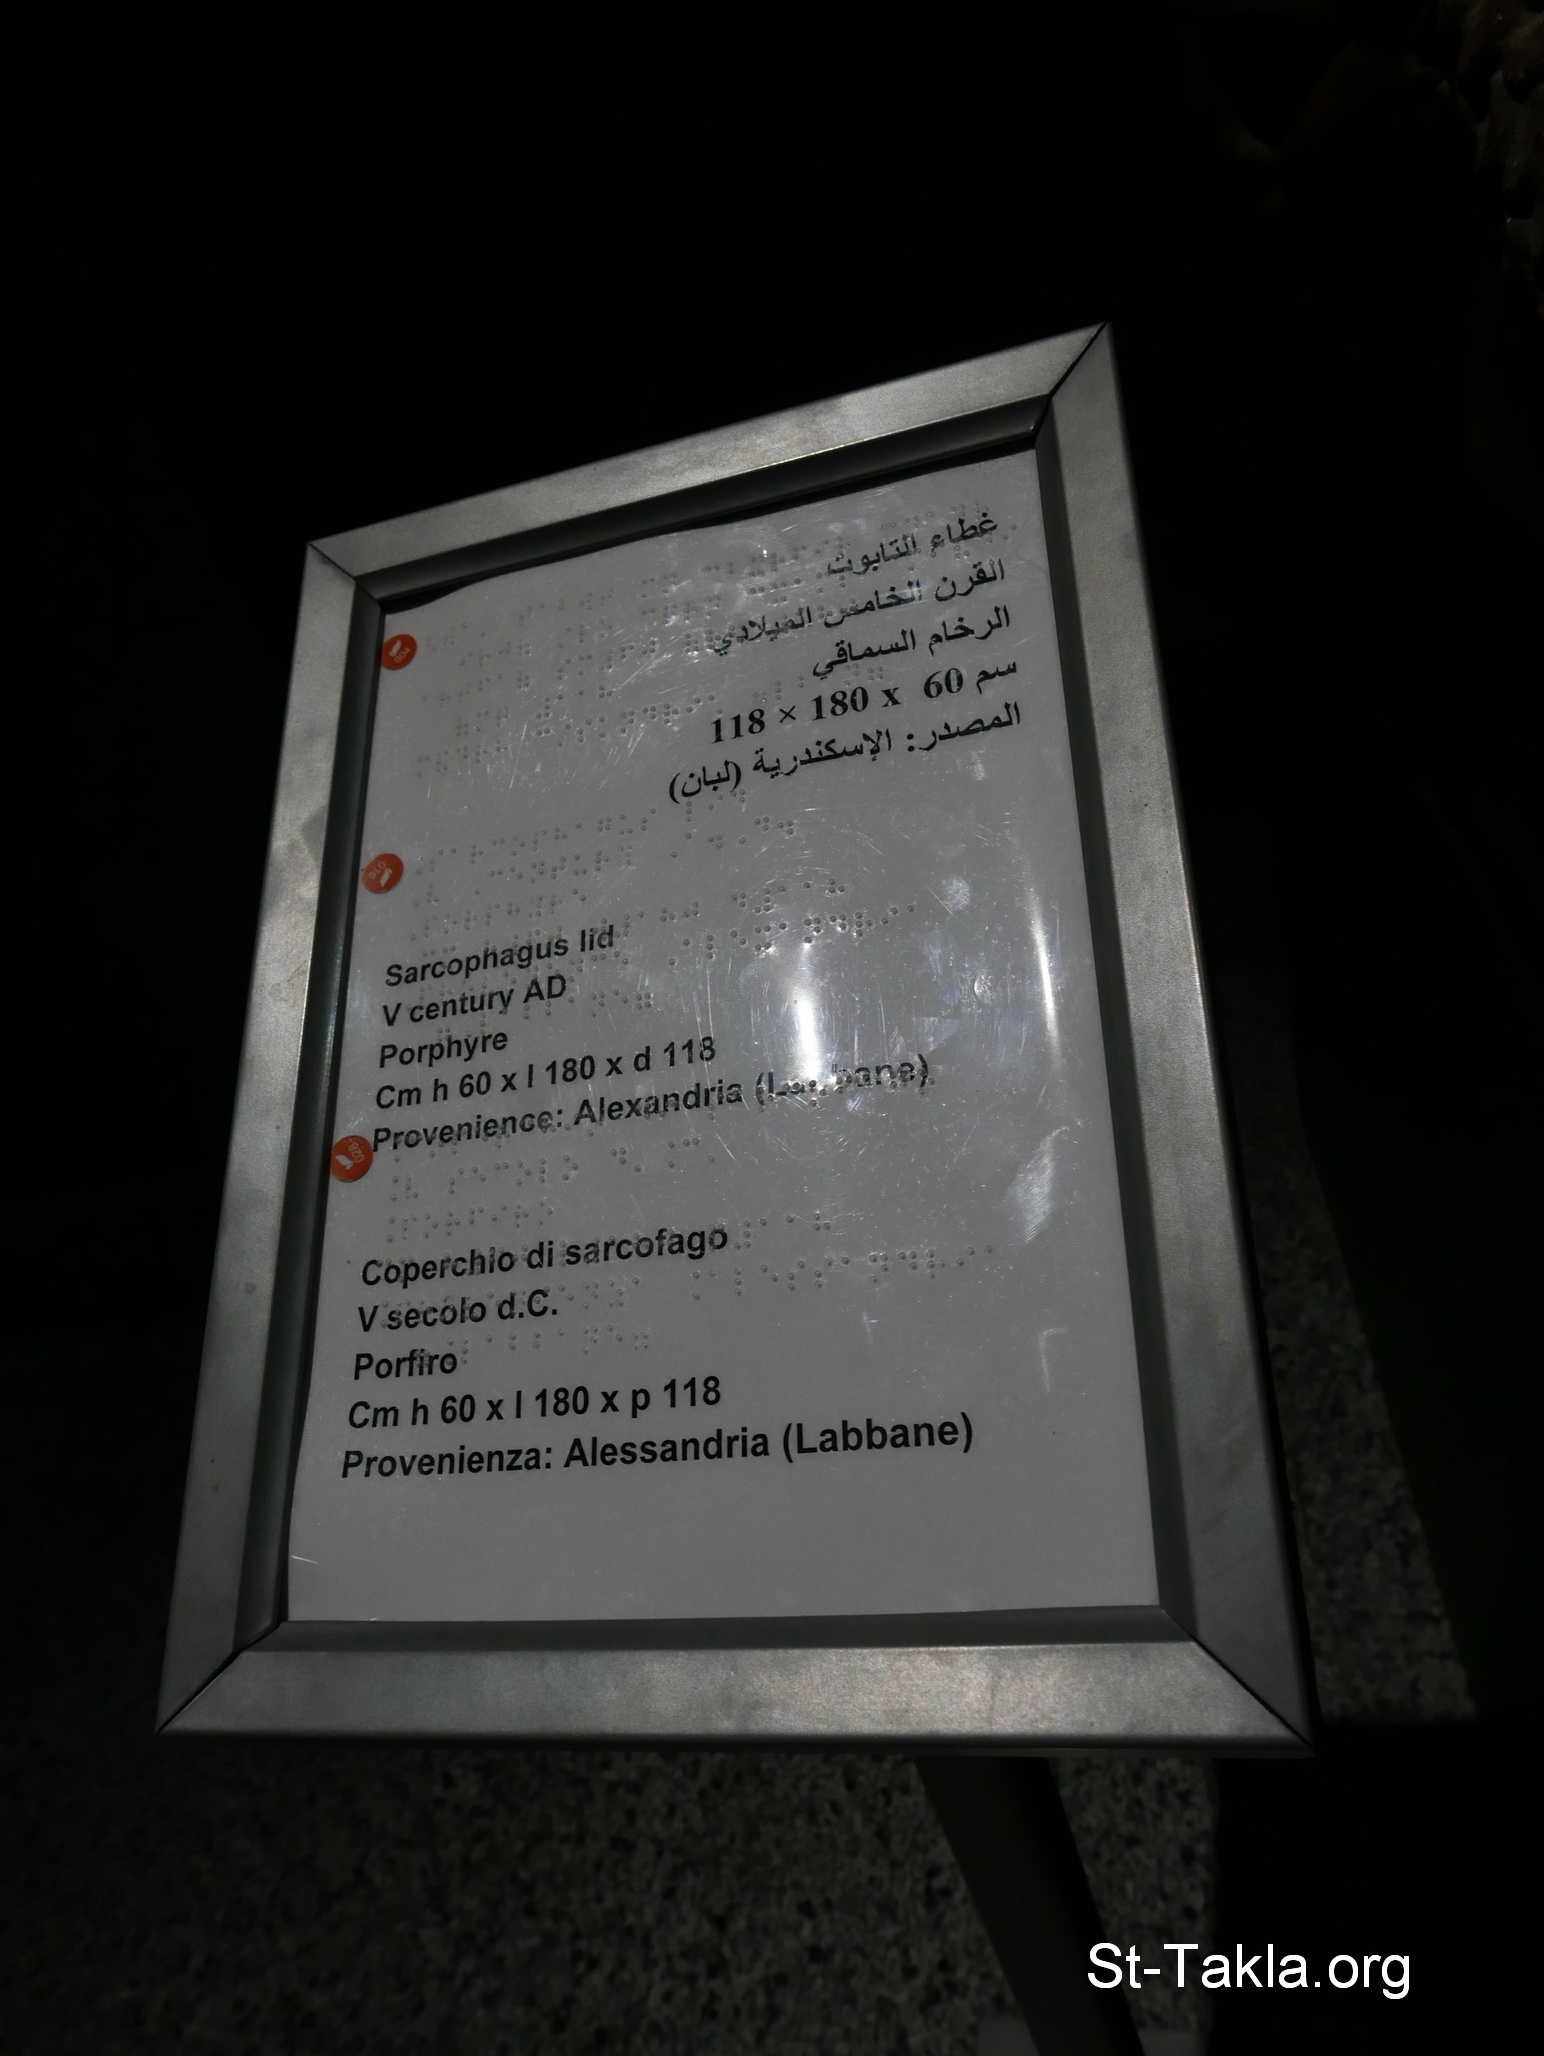 غطاء التابوت
القرن الخامس الميلادي
الرخام السماقي
سم 60 x 180 × 118
المصدر: الإسكندرية (لبان)
Sarcophagus lid
V century AD
Porphyre
Cm h 60 x l 180 x d 118
Provenience: Alexandria (Labbane)
Coperchio di sarcofago
V secolo d.C.
Porfiro
Cm h 60 x l 180 x p 118
Provenienza: Alessandria (Labbane)
St-Takla.org